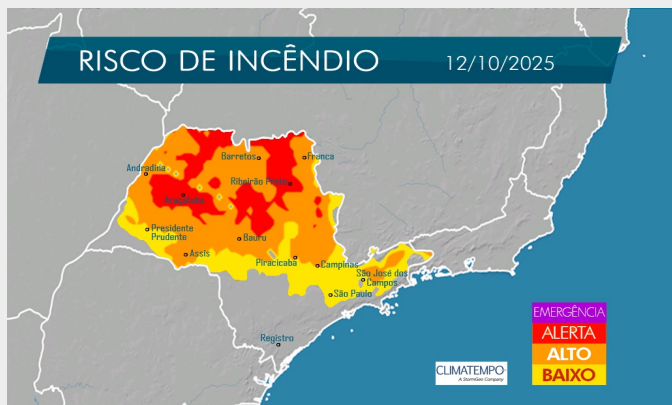 RISCO DE INCÊNDIO 12/10/2025
Barretos
Franca
Andradina
Ribeirão Preto
Araçatuba
Presidente
Prudente
Bauru
Assis
Piracicaba
Campinas
São José dos
Campos
São Paulo
Registro
EMERGÊNCIA
ALERTA
ALTO
BAIXO
CLIMATEMPO
A StormGeo Company